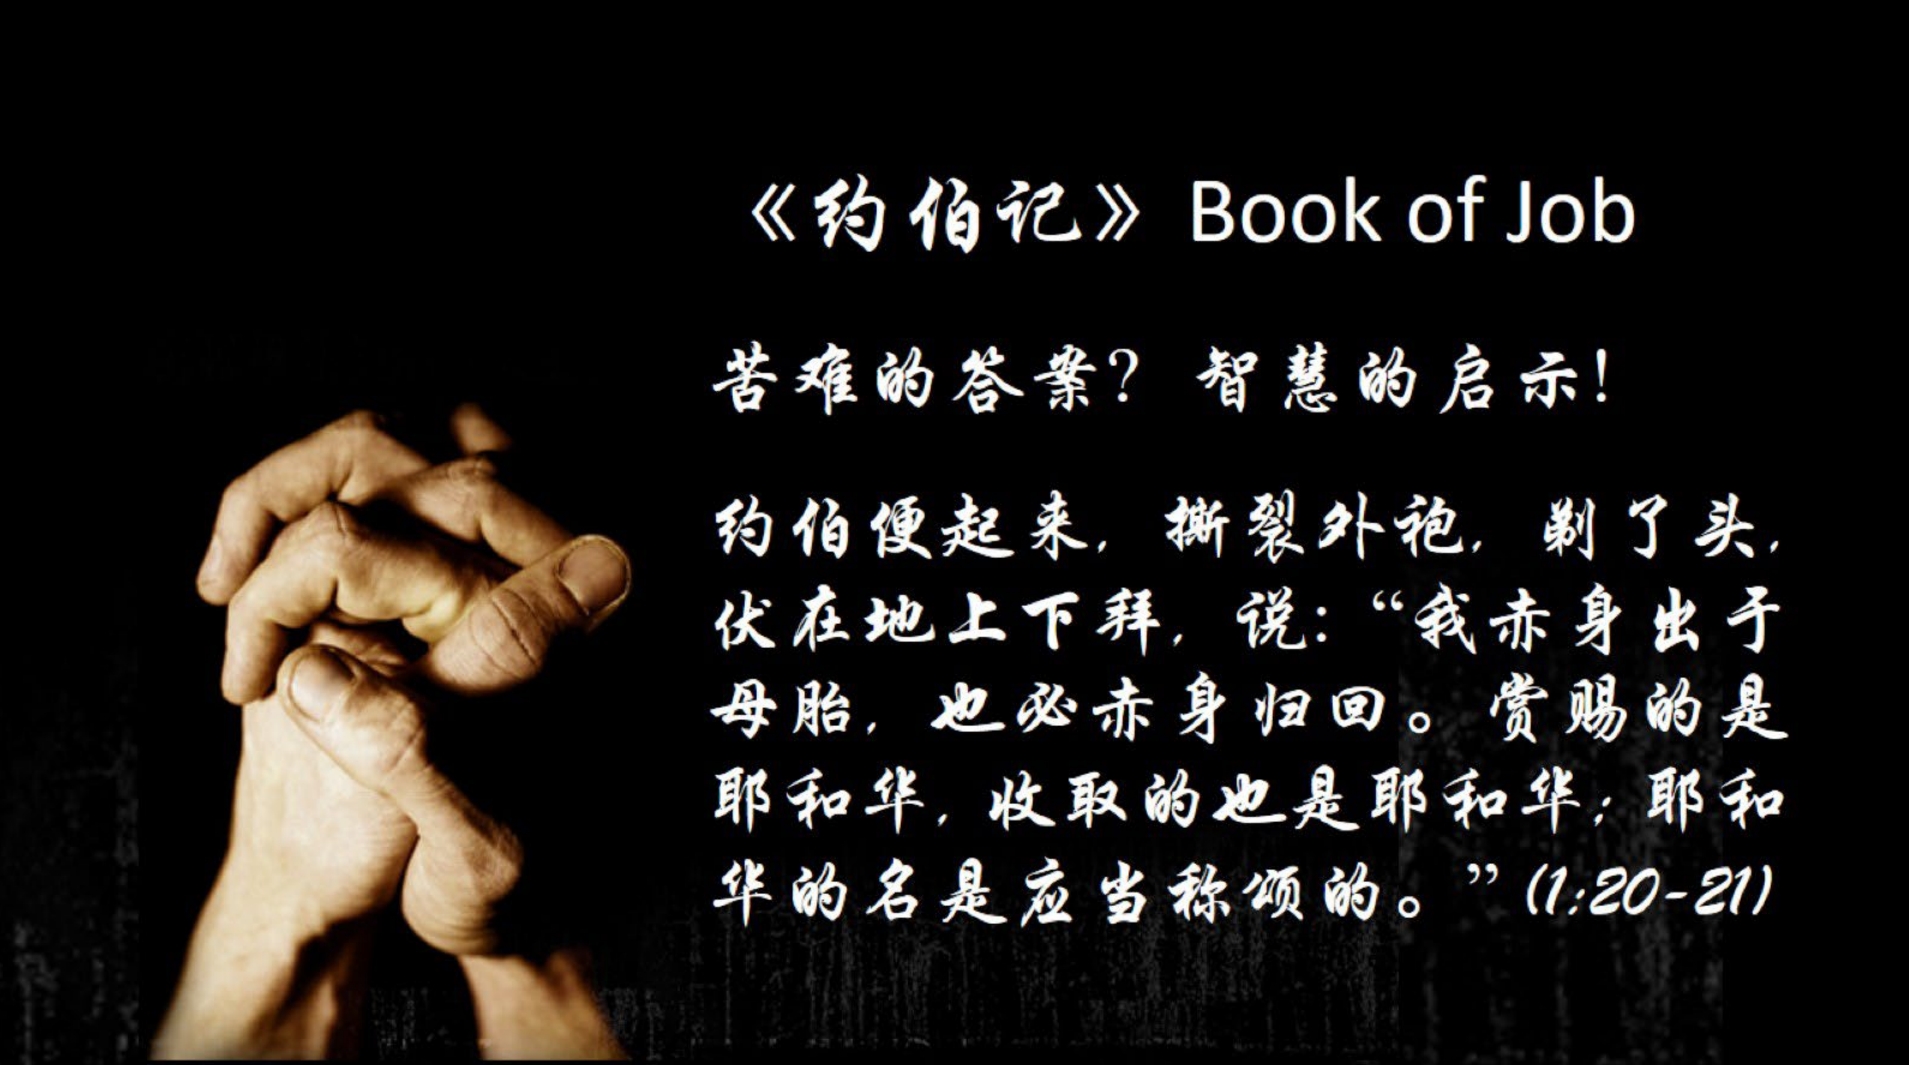 《约伯记》Book of Job
苦难的答案？智慧的启示！
约伯便起来，撕裂外袍，剃了头，
伏在地上下拜，说：“我赤身出于
母胎，也必赤身归回。赏赐的是
耶和华，收取的也是耶和华；耶和
华的名是应当称颂的。”(1:20-21)